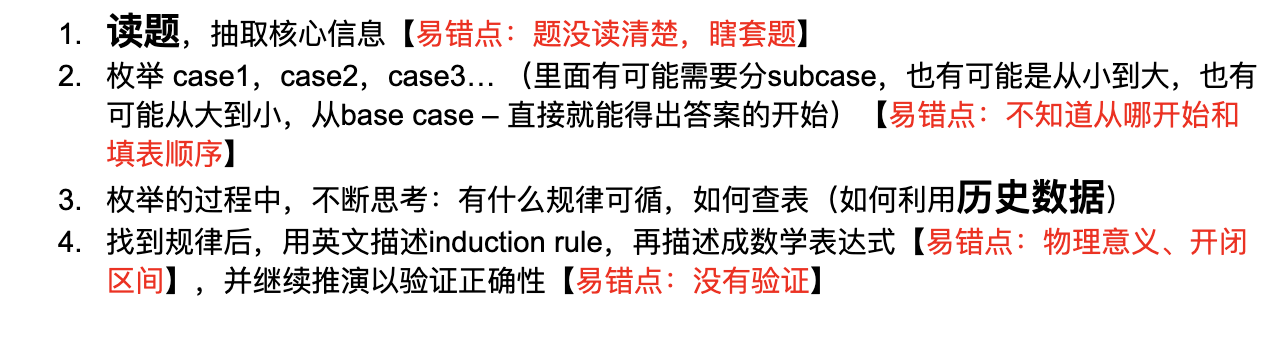 1. 读题，抽取核心信息【易错点：题没读清楚，瞎套题】
2. 枚举 case1，case2，case3… （里面有可能需要分subcase，也有可能是从小到大，也有
可能从大到小，从base case – 直接就能得出答案的开始）【易错点：不知道从哪开始和
填表顺序】
3. 枚举的过程中，不断思考：有什么规律可循，如何查表（如何利用历史数据）
4. 找到规律后，用英文描述induction rule，再描述成数学表达式【易错点：物理意义、开闭
区间】，并继续推演以验证正确性【易错点：没有验证】